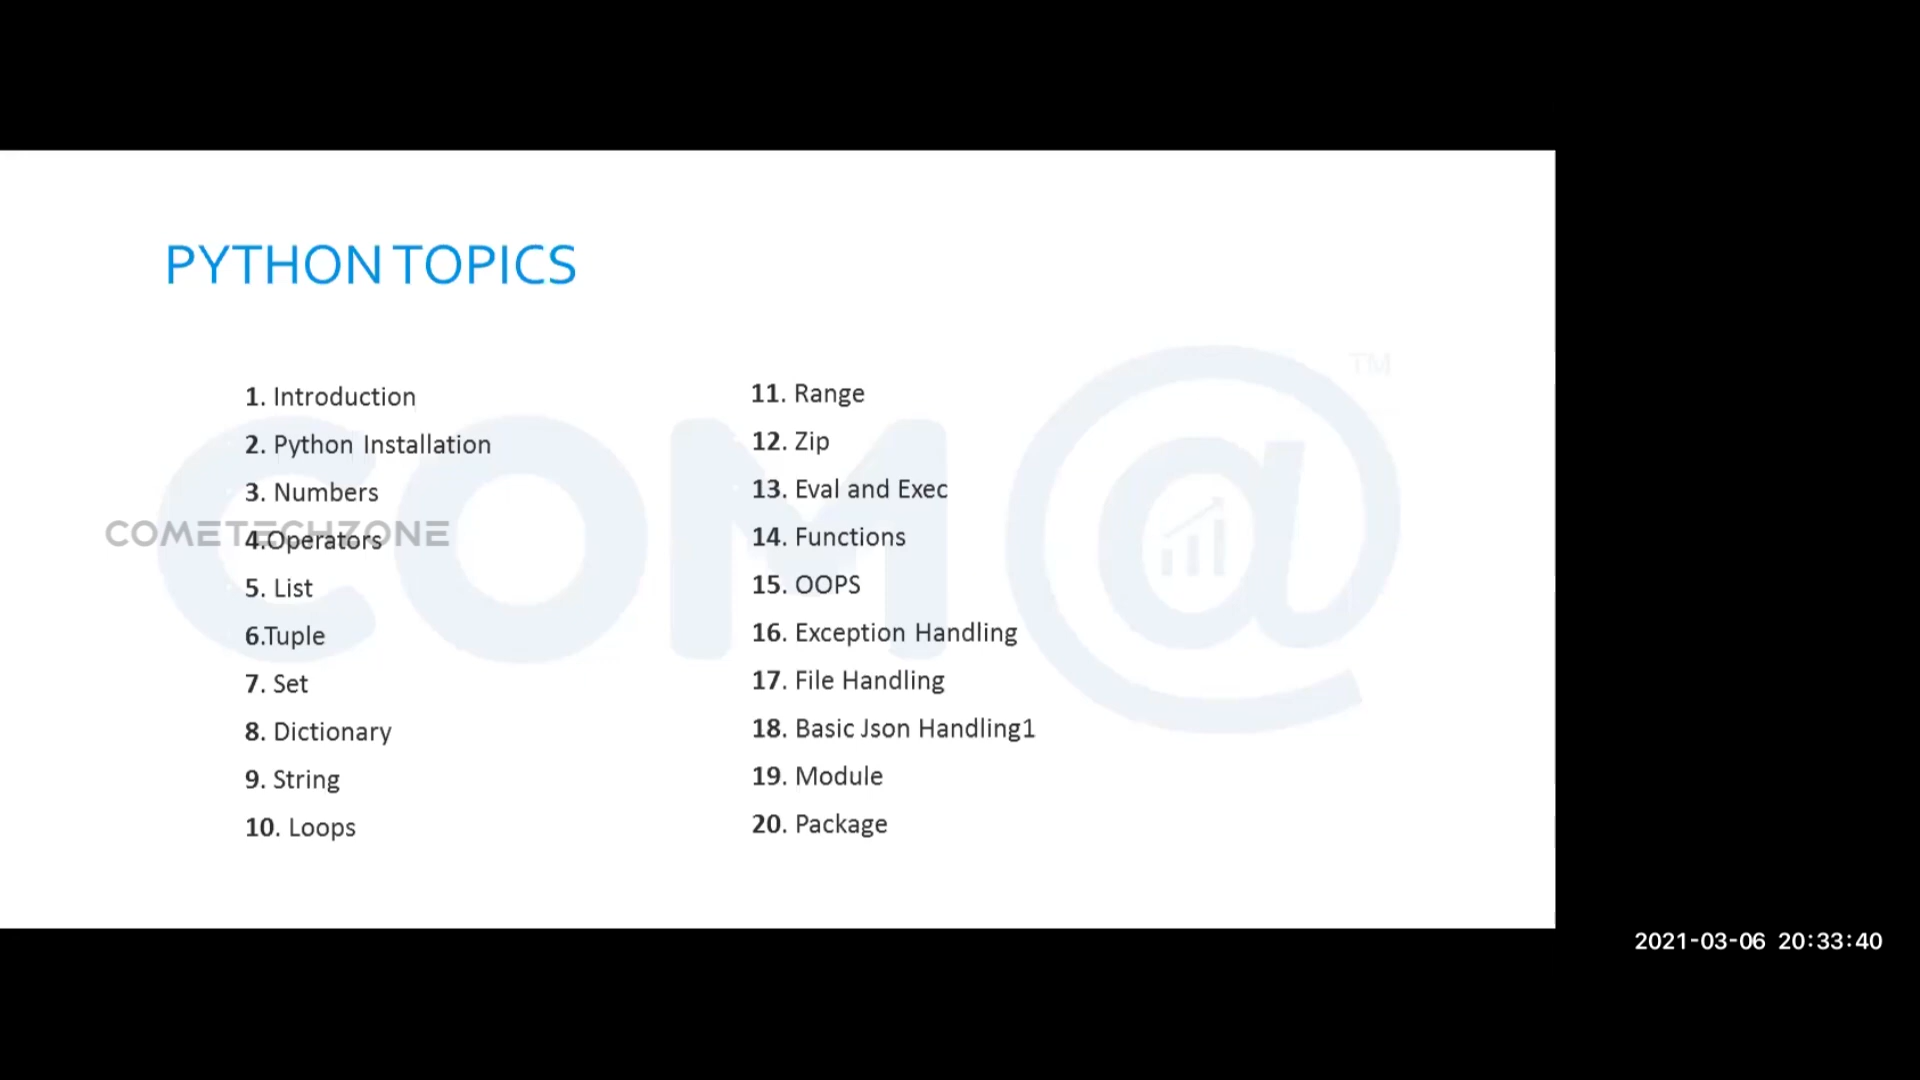 PYTHON TOPICS
1. Introduction
2. Python Installation
3. Numbers
COMETECHZONE
4.Operators
5. List
6.Tuple
7. Set
8. Dictionary
9. String
10. Loops
11. Range
12. Zip
13. Eval and Exec
14. Functions
15. OOPS
16. Exception Handling
17. File Handling
18. Basic Json Handling1
19. Module
20. Package
COM@
TM
2021-03-06 20:33:40